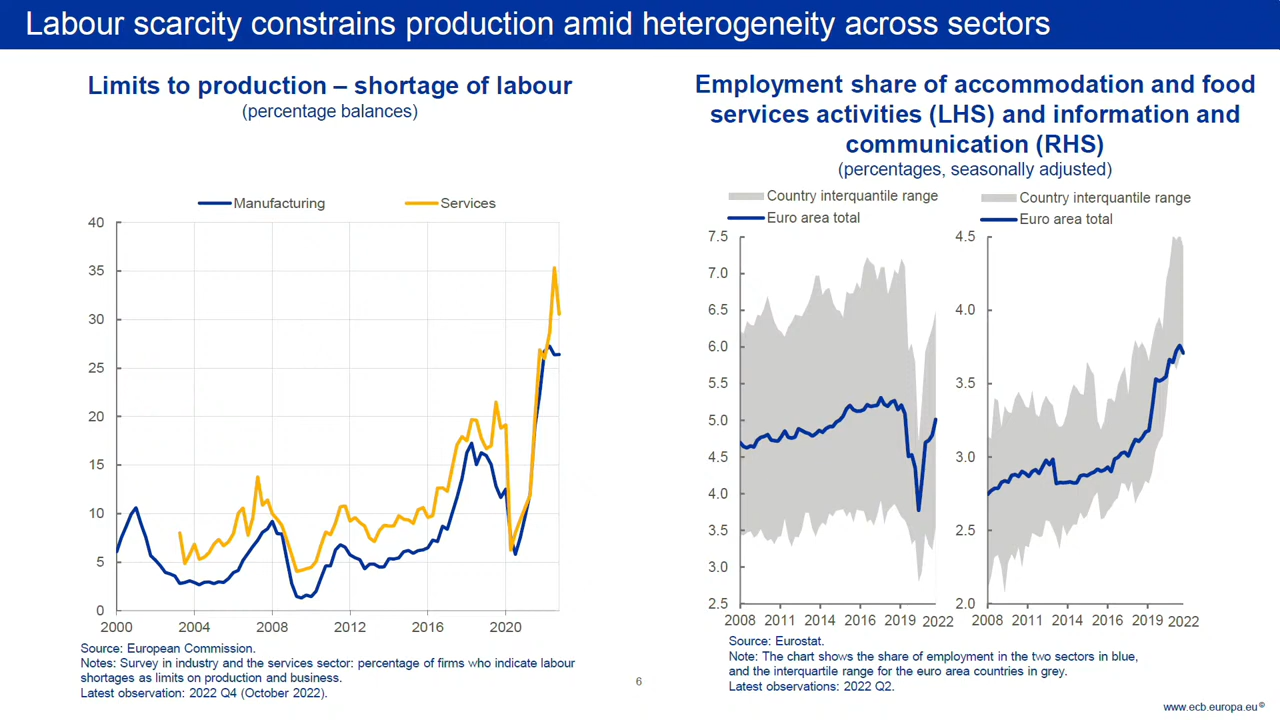 Labour scarcity constrains production amid heterogeneity across sectors
Limits to production – shortage of labour
(percentage balances)
Manufacturing
Services
40
35
30
25
20
15
10
5
0
2000 2004 2008 2012 2016 2020
Source: European Commission.
Notes: Survey in industry and the services sector: percentage of firms who indicate labour
shortages as limits on production and business.
Latest observation: 2022 Q4 (October 2022).
Employment share of accommodation and food
services activities (LHS) and information and
communication (RHS)
(percentages, seasonally adjusted)
Country interquantile range
Euro area total
7.5
7.0
6.5
6.0
5.5
5.0
4.5
4.0
3.5
3.0
2.5
2008 2011 2014 2016 2019 2022
Country interquantile range
Euro area total
4.5
4.0
3.5
3.0
2.5
2.0
2008 2011 2014 2016 2019 2022
Source: Eurostat.
Note: The chart shows the share of employment in the two sectors in blue,
and the interquartile range for the euro area countries in grey.
Latest observations: 2022 Q2.
6
www.ecb.europa.eu ©